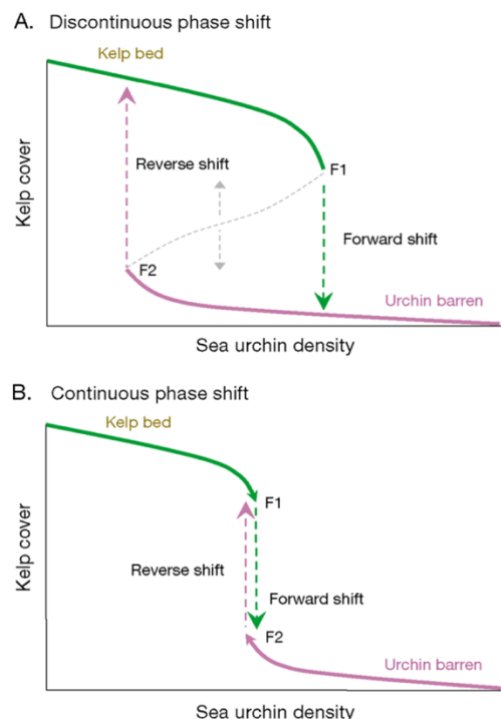 A. Discontinuous phase shift
Kelp bed
Reverse shift
F1
Forward shift
F2
Urchin barren
Kelp cover
Sea urchin density
B. Continuous phase shift
Kelp bed
F1
Reverse shift
Forward shift
F2
Urchin barren
Kelp cover
Sea urchin density